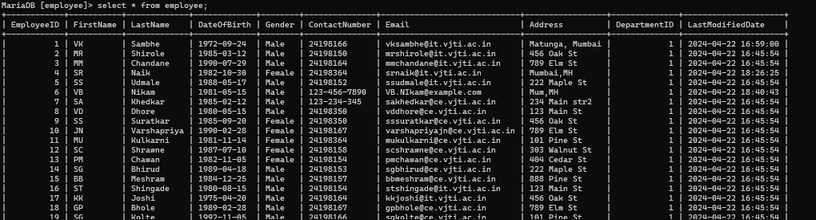 MariaDB [employee]> select * from employee;
| EmployeeID | FirstName | LastName | DateOfBirth | Gender | ContactNumber | Email | Address | DepartmentID | LastModifiedDate |
| 1 | VK | Sambhe | 1972-09-24 | Male | 24198166 | vksambhe@it.vjti.ac.in | Matunga, Mumbai | 1 | 2024-04-22 16:59:00 |
| 2 | MR | Shirole | 1985-03-12 | Male | 24198150 | mrshirole@it.vjti.ac.in | 456 Oak St | 1 | 2024-04-22 16:45:54 |
| 3 | MM | Chandane | 1990-07-29 | Male | 24198164 | mmchandane@it.vjti.ac.in | 789 Elm St | 1 | 2024-04-22 16:45:54 |
| 4 | SR | Naik | 1982-10-30 | Female | 24198364 | srnaik@it.vjti.ac.in | Mumbai,MH | 1 | 2024-04-22 18:26:25 |
| 5 | SS | Udmale | 1988-05-17 | Male | 24198152 | ssudmale@it.vjti.ac.in | 222 Maple St | 1 | 2024-04-22 16:45:54 |
| 6 | VB | Nikam | 1981-05-15 | Male | 123-456-7890 | VB.NIkam@example.com | Mum,MH | 1 | 2024-04-22 18:40:43 |
| 7 | SA | Khedkar | 1985-02-12 | Male | 123-234-345 | sakhedkar@ce.vjti.ac.in | 234 Main str2 | 1 | 2024-04-22 16:45:54 |
| 8 | VD | Dhore | 1980-05-15 | Male | 24198350 | vddhore@ce.vjti.ac.in | 123 Main St | 1 | 2024-04-22 16:45:54 |
| 9 | SS | Suratkar | 1985-09-20 | Female | 24198350 | sssuratkar@ce.vjti.ac.in | 456 Oak St | 1 | 2024-04-22 16:45:54 |
| 10 | JN | Varshapriya | 1990-02-28 | Female | 24198167 | varshapriyajn@ce.vjti.ac.in | 789 Elm St | 1 | 2024-04-22 16:45:54 |
| 11 | MU | Kulkarni | 1981-11-14 | Female | 24198364 | mukulkarni@ce.vjti.ac.in | 101 Pine St | 1 | 2024-04-22 16:45:54 |
| 12 | SC | Shrawne | 1987-07-10 | Female | 24198158 | scshrawne@ce.vjti.ac.in | 303 Walnut St | 1 | 2024-04-22 16:45:54 |
| 13 | PM | Chawan | 1982-11-05 | Female | 24198154 | pmchawan@ce.vjti.ac.in | 404 Cedar St | 1 | 2024-04-22 16:45:54 |
| 14 | SG | Bhirud | 1989-04-18 | Male | 24198153 | sgbhirud@ce.vjti.ac.in | 222 Maple St | 1 | 2024-04-22 16:45:54 |
| 15 | BB | Meshram | 1984-12-25 | Male | 24198157 | bbmeshram@ce.vjti.ac.in | 888 Pine St | 1 | 2024-04-22 16:45:54 |
| 16 | ST | Shingade | 1980-08-15 | Male | 24198154 | stshingade@it.vjti.ac.in | 123 Main St | 1 | 2024-04-22 16:45:54 |
| 17 | KK | Joshi | 1975-04-20 | Male | 24198164 | kkjoshi@it.vjti.ac.in | 456 Oak St | 1 | 2024-04-22 16:45:54 |
| 18 | GP | Bhole | 1989-02-28 | Male | 24198167 | gpbhole@ce.vjti.ac.in | 789 Elm St | 1 | 2024-04-22 16:45:54 |
| 19 | SG | Kolte | 1992-11-05 | Male | 24198166 | sgkolte@ce.vjti.ac.in | 101 Pine St | 1 | 2024-04-22 16:45:54 |